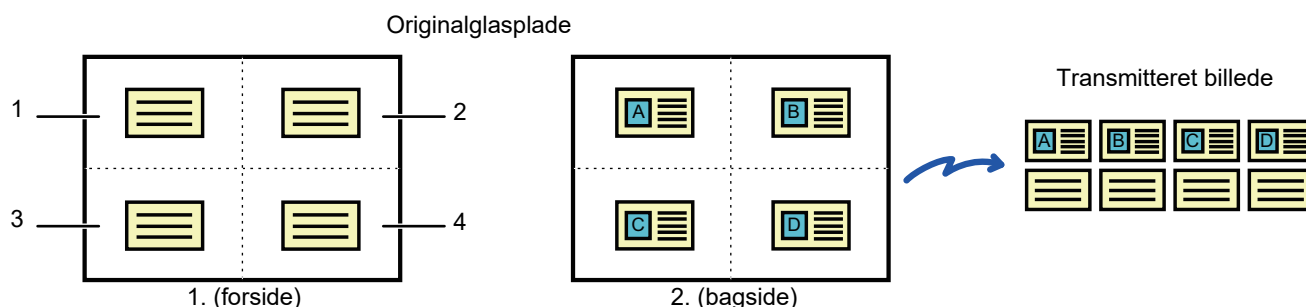 Originalglasplade
1
2
3
4
1. (forside)
A
B
C
D
2. (bagside)
Transmitteret billede
A B C D